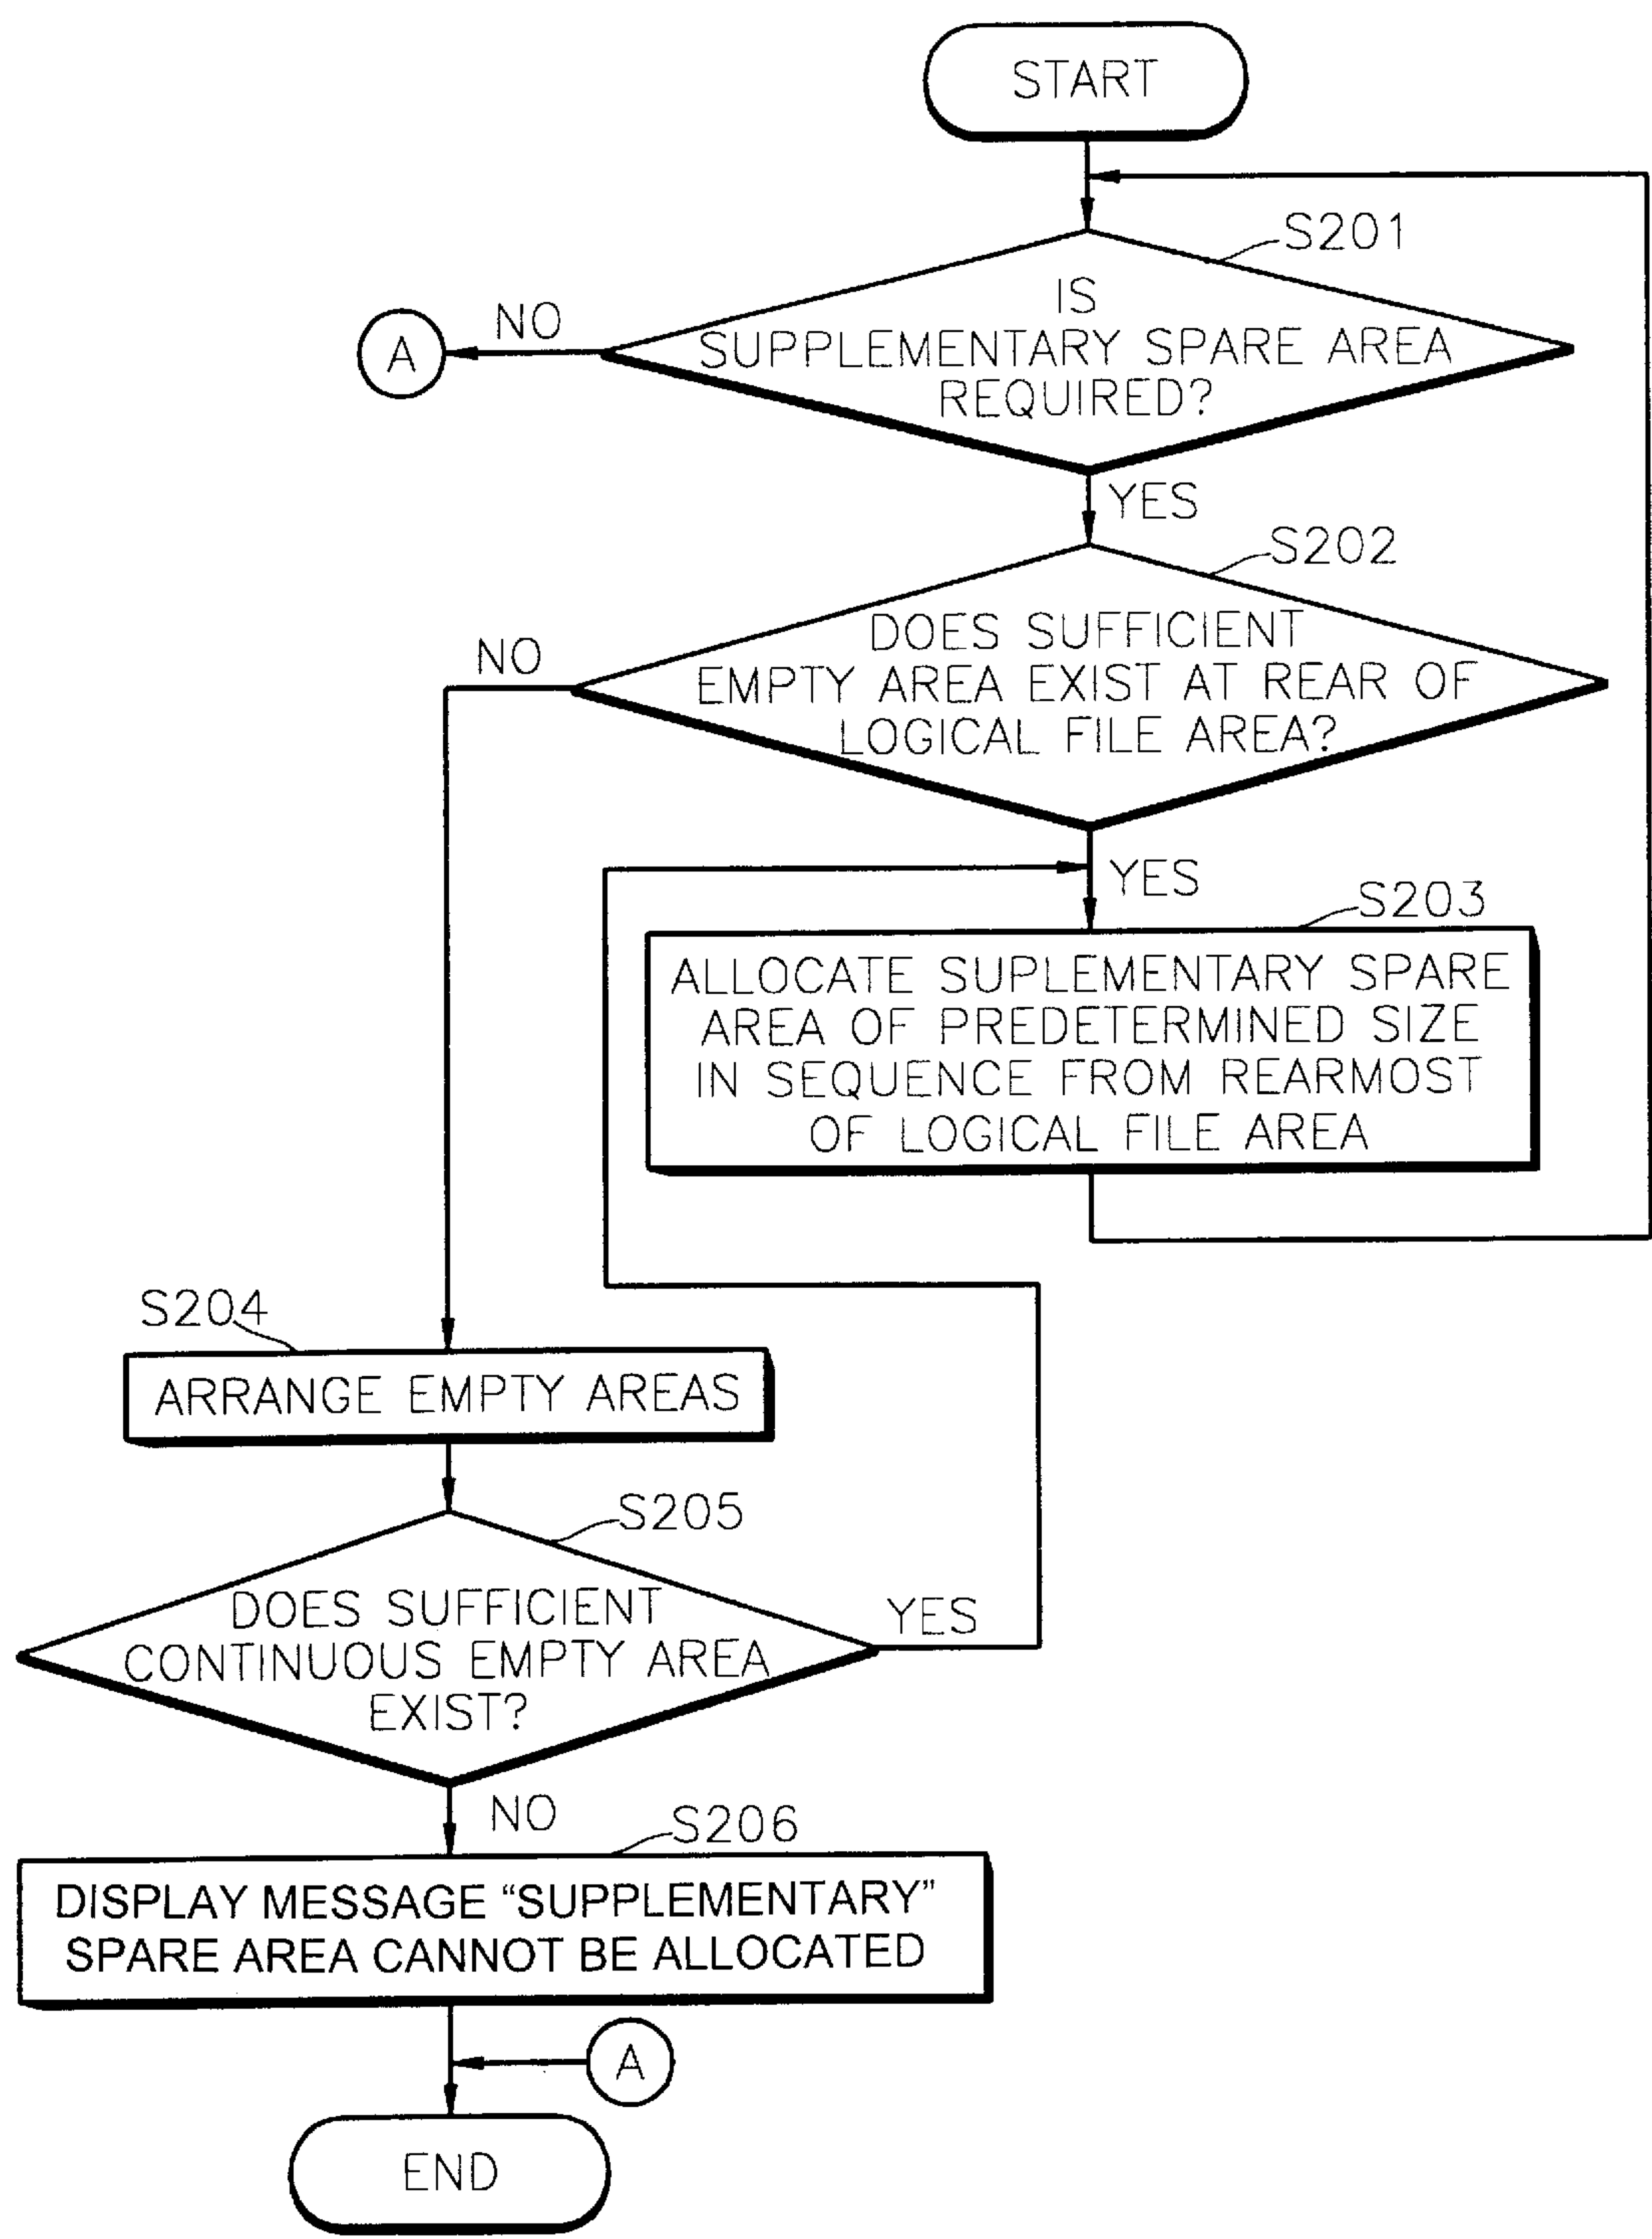 START
S201
IS
SUPPLEMENTARY SPARE AREA
REQUIRED?
NO
A
YES
S202
DOES SUFFICIENT
EMPTY AREA EXIST AT REAR OF
LOGICAL FILE AREA?
NO
YES
S203
ALLOCATE SUPLEMENTARY SPARE
AREA OF PREDETERMINED SIZE
IN SEQUENCE FROM REARMOST
OF LOGICAL FILE AREA
S204
ARRANGE EMPTY AREAS
S205
DOES SUFFICIENT
CONTINUOUS EMPTY AREA
EXIST?
YES
NO
S206
DISPLAY MESSAGE “SUPPLEMENTARY”
SPARE AREA CANNOT BE ALLOCATED
A
END